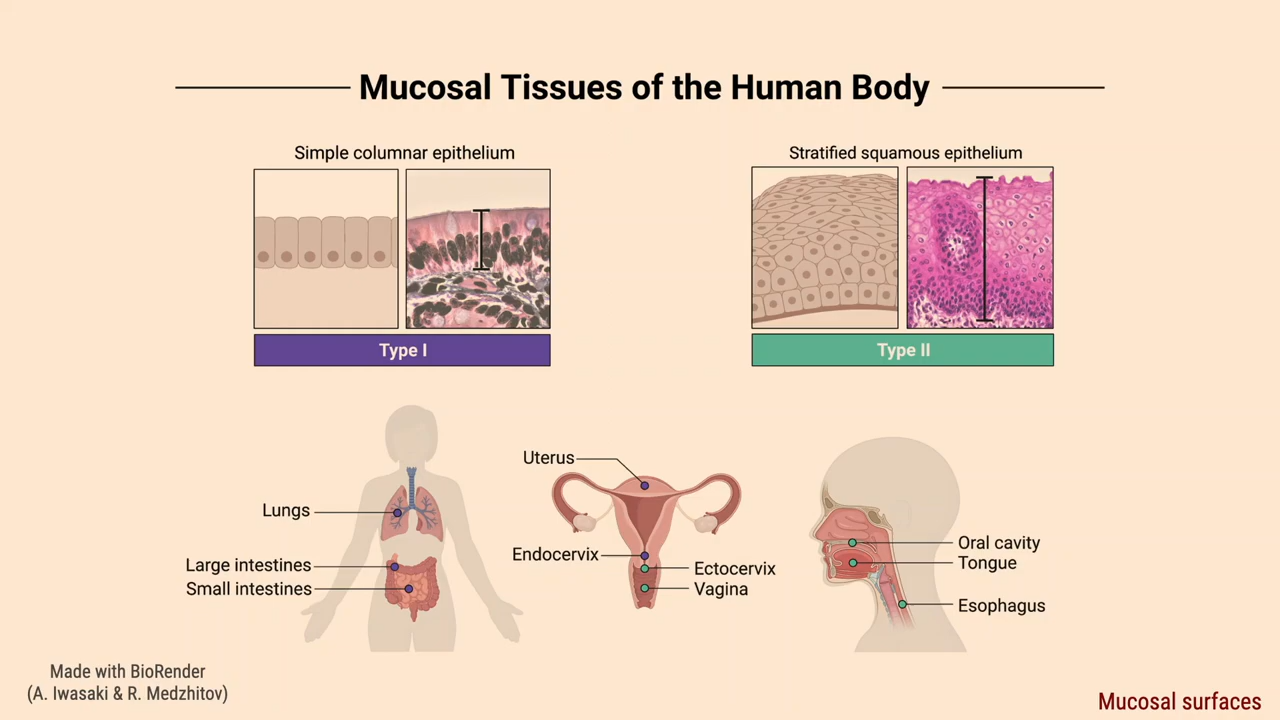 Mucosal Tissues of the Human Body
Simple columnar epithelium
Stratified squamous epithelium
Type I
Type II
Lungs
Large intestines
Small intestines
Uterus
Endocervix
Ectocervix
Vagina
Oral cavity
Tongue
Esophagus
Made with BioRender
(A. Iwasaki & R. Medzhitov)
Mucosal surfaces